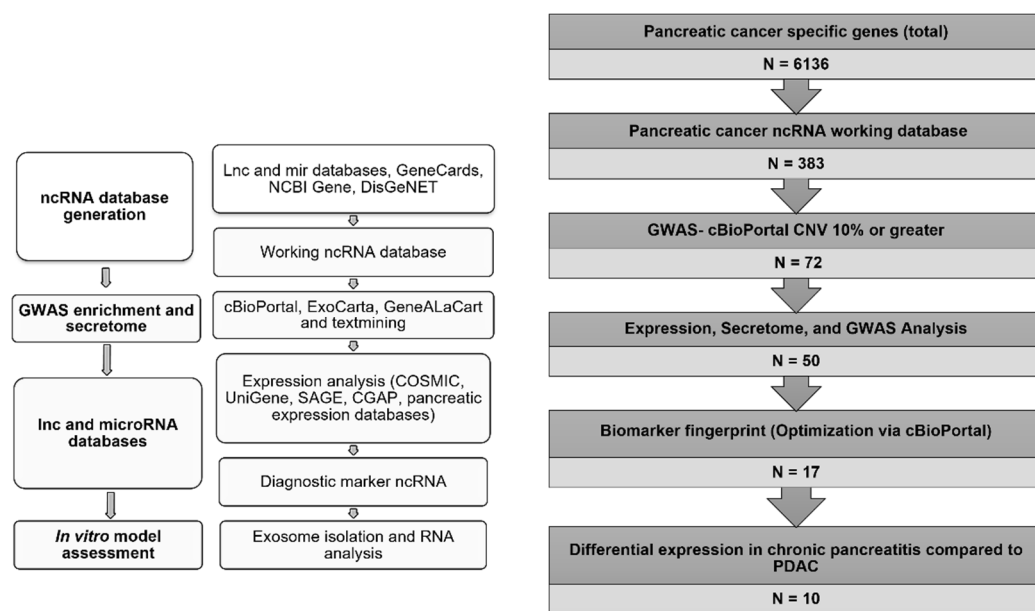 ncRNA database
generation
GWAS enrichment and
secretome
lnc and microRNA
databases
In vitro model
assessment
Lnc and mir databases, GeneCards,
NCBI Gene, DisGeNET
Working ncRNA database
cBioPortal, ExoCarta, GeneALaCart
and textmining
Expression analysis (COSMIC,
UniGene, SAGE, CGAP, pancreatic
expression databases)
Diagnostic marker ncRNA
Exosome isolation and RNA
analysis
Pancreatic cancer specific genes (total)
N = 6136
Pancreatic cancer ncRNA working database
N = 383
GWAS- cBioPortal CNV 10% or greater
N = 72
Expression, Secretome, and GWAS Analysis
N = 50
Biomarker fingerprint (Optimization via cBioPortal)
N = 17
Differential expression in chronic pancreatitis compared to
PDAC
N = 10